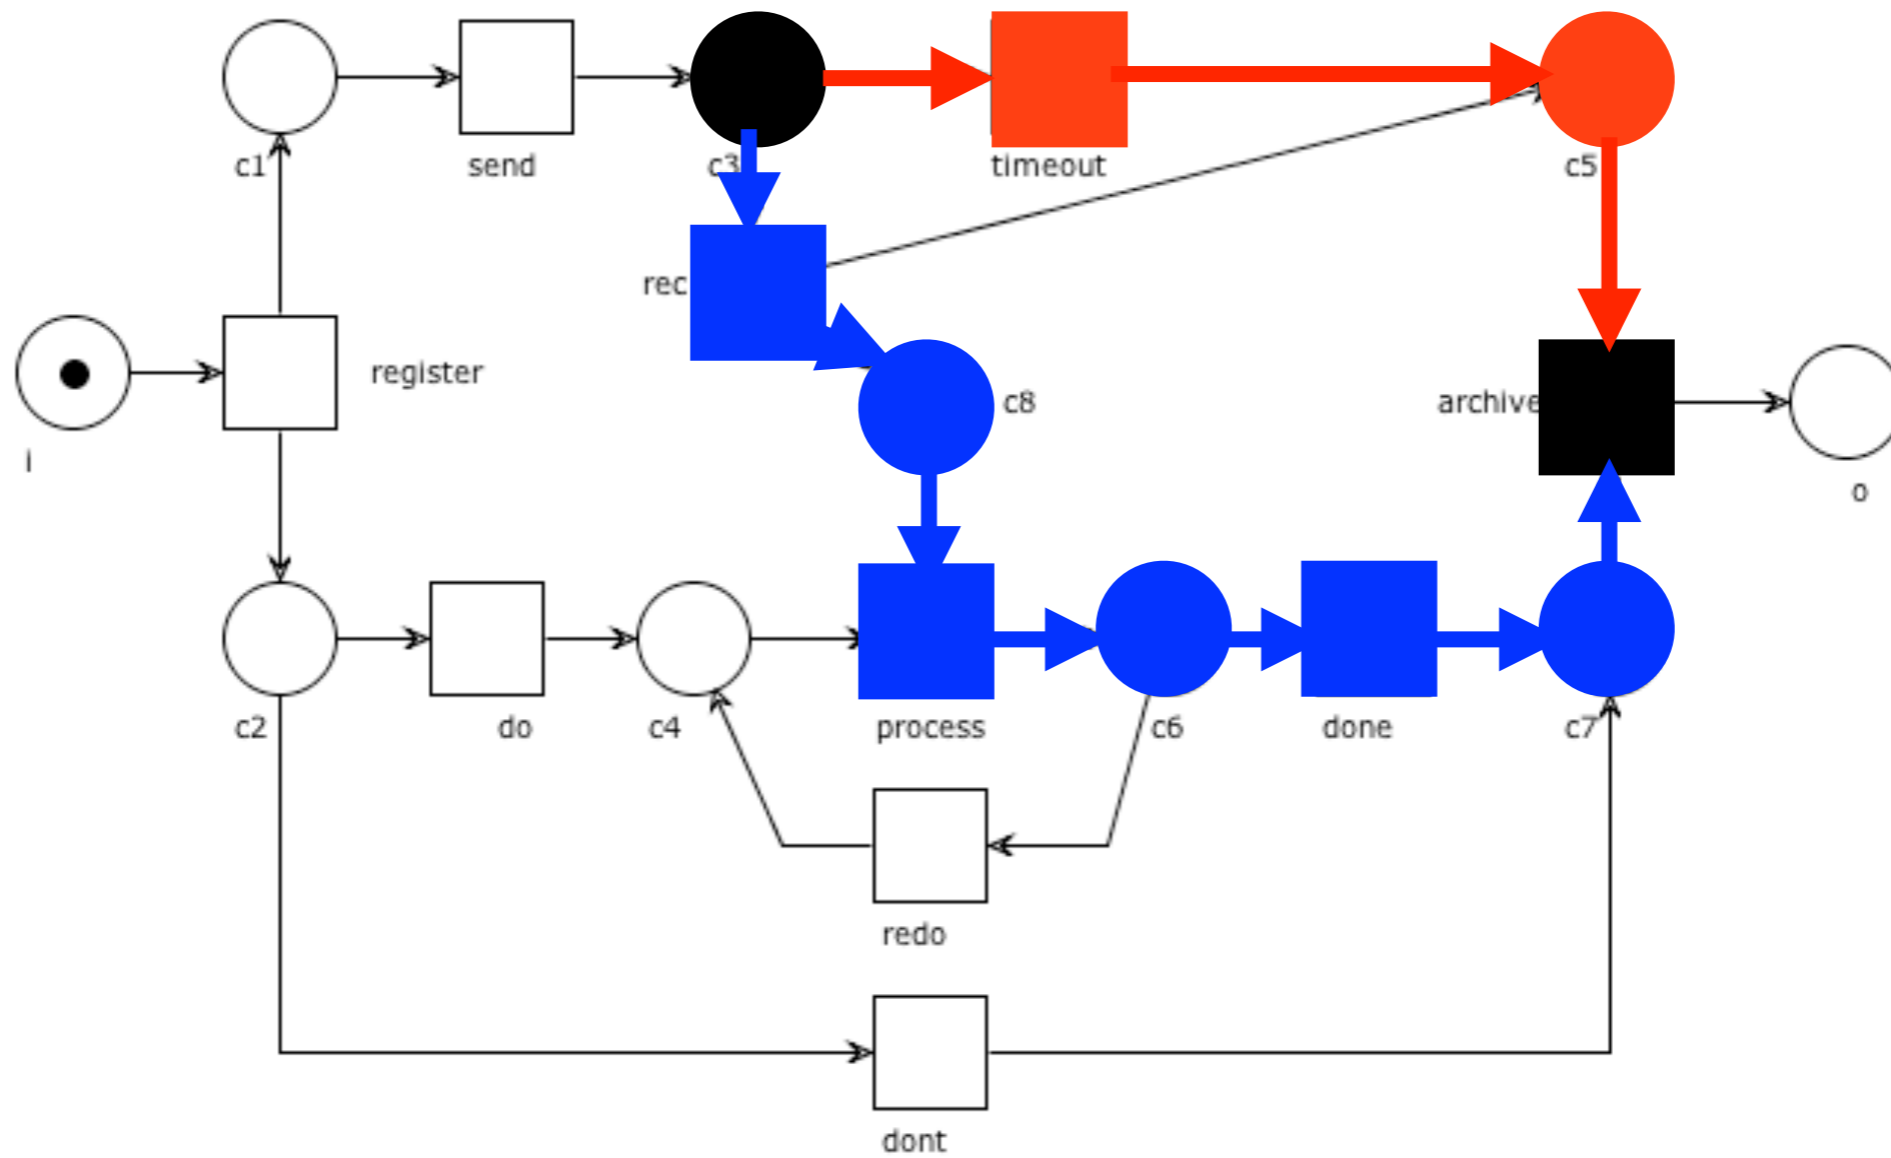 c1
send
c3
timeout
c5
rec
register
c8
archive
i
o
c2
do
c4
process
c6
done
c7
redo
dont